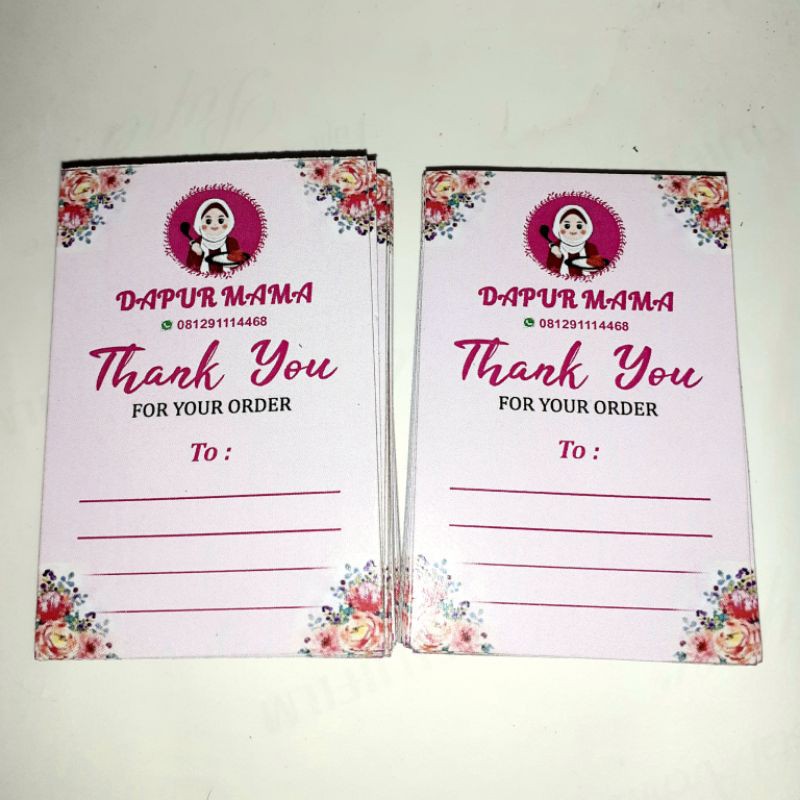 DAPUR MAMA
081291114468
Thank You
FOR YOUR ORDER
To :
DAPUR MAMA
081291114468
Thank You
FOR YOUR ORDER
To :